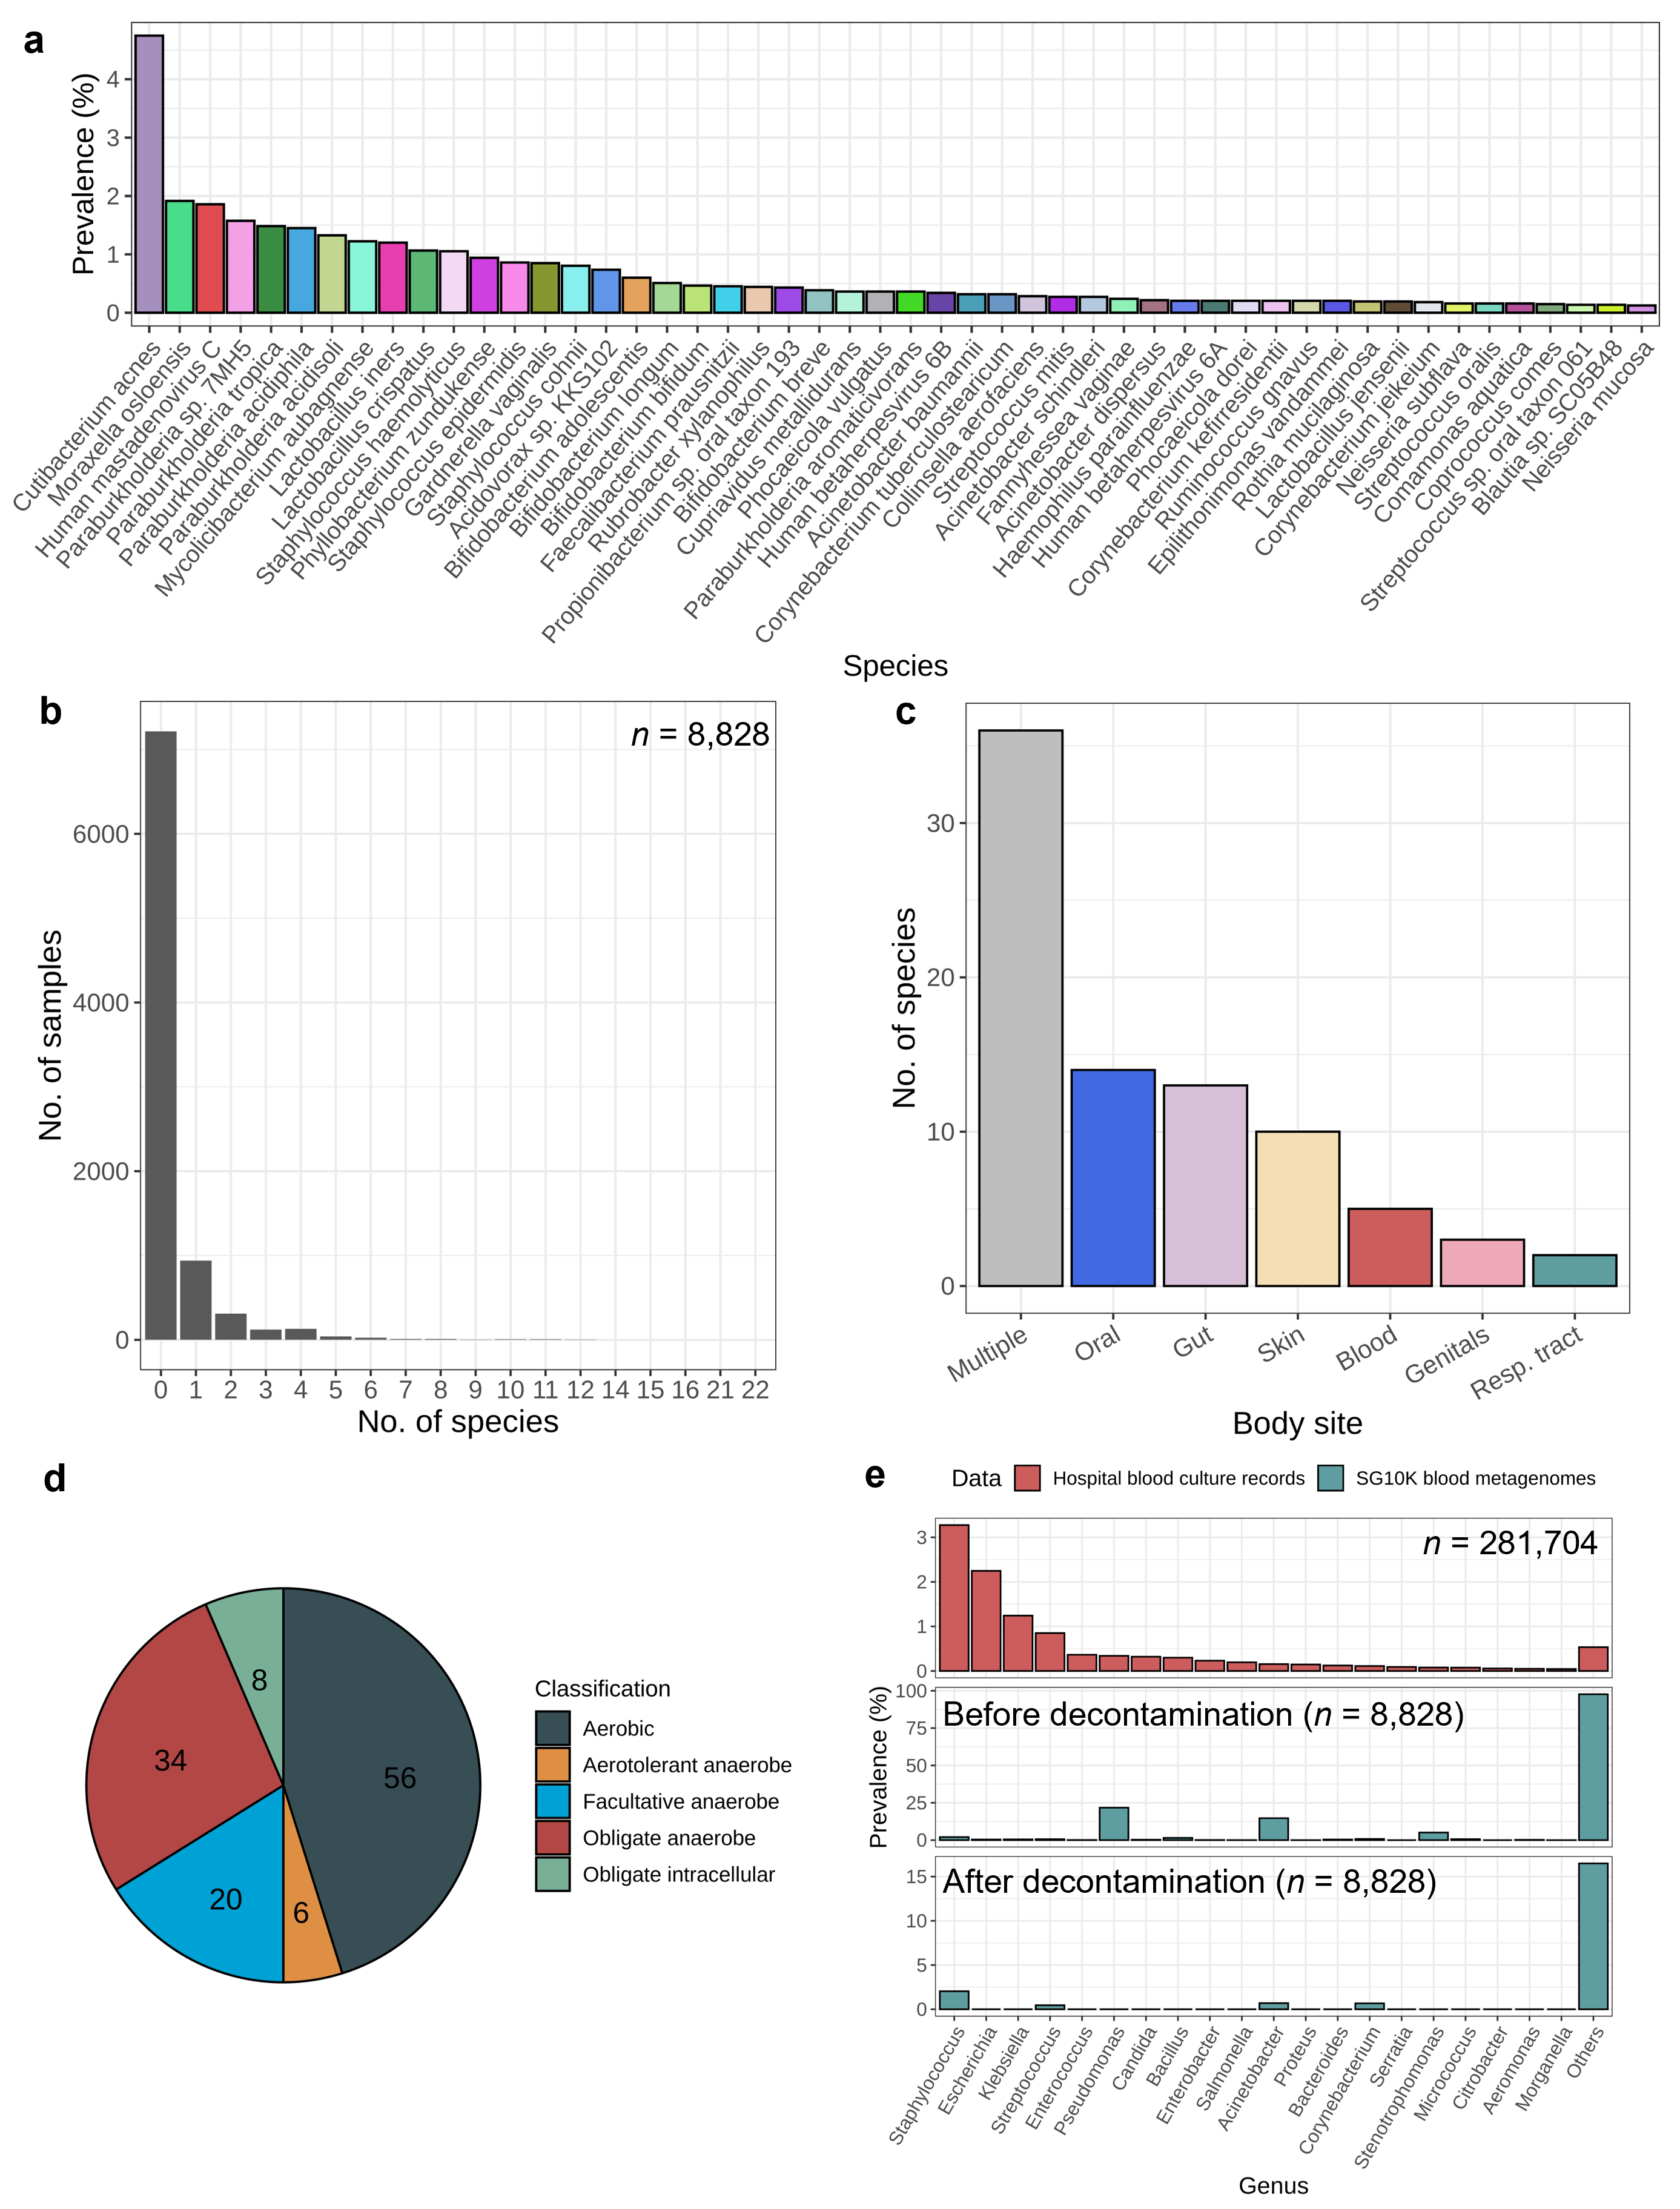 a
Prevalence (%)
4
3
2
1
0
Cutibacterium acnes
Moraxella osloensis
Human mastadenovirus C
Paraburkholderia sp. 7MH5
Paraburkholderia tropica
Paraburkholderia acidiphila
Paraburkholderia acidisoli
Mycolicibacterium aubagnense
Lactobacillus iners
Lactobacillus crispatus
Staphylococcus haemolyticus
Phyllobacterium zundukense
Staphylococcus epidermidis
Gardnerella vaginalis
Staphylococcus cohnii
Acidovorax sp. KKS102
Bifidobacterium adolescentis
Bifidobacterium longum
Bifidobacterium bifidum
Faecalibacterium prausnitzii
Rubrobacter xylanophilus
Propionibacterium sp. oral taxon 193
Bifidobacterium breve
Cupriavidus metallidurans
Phocaeicola vulgatus
Paraburkholderia aromaticivorans
Human betaherpesvirus 6B
Acinetobacter baumannii
Corynebacterium tuberculostearicum
Collinsella aerofaciens
Streptococcus mitis
Acinetobacter schindleri
Fannyhessea vaginae
Acinetobacter dispersus
Haemophilus parainfluenzae
Human betaherpesvirus 6A
Phocaeicola dorei
Corynebacterium kefirresidentii
Ruminococcus gnavus
Epilithonimonas vandammei
Rothia mucilaginosa
Lactobacillus jensenii
Corynebacterium jeikeium
Neisseria subflava
Streptococcus oralis
Comamonas aquatica
Coprococcus comes
Streptococcus sp. oral taxon 061
Blautia sp. SC05B48
Neisseria mucosa
Species
b
n = 8,828
No. of samples
6000
4000
2000
0
0 1 2 3 4 5 6 7 8 9 10 11 12 14 15 16 21 22
No. of species
c
No. of species
30
20
10
0
Multiple
Oral
Gut
Skin
Blood
Genitals
Resp. tract
Body site
d
8
34
56
20
6
Classification
Aerobic
Aerotolerant anaerobe
Facultative anaerobe
Obligate anaerobe
Obligate intracellular
e
Data Hospital blood culture records SG10K blood metagenomes
n = 281,704
3
2
1
0
Prevalence (%)
Before decontamination (n = 8,828)
100
75
50
25
0
After decontamination (n = 8,828)
15
10
5
0
Staphylococcus
Escherichia
Klebsiella
Streptococcus
Enterococcus
Pseudomonas
Candida
Bacillus
Enterobacter
Salmonella
Acinetobacter
Proteus
Bacteroides
Corynebacterium
Serratia
Stenotrophomonas
Micrococcus
Citrobacter
Aeromonas
Morganella
Others
Genus